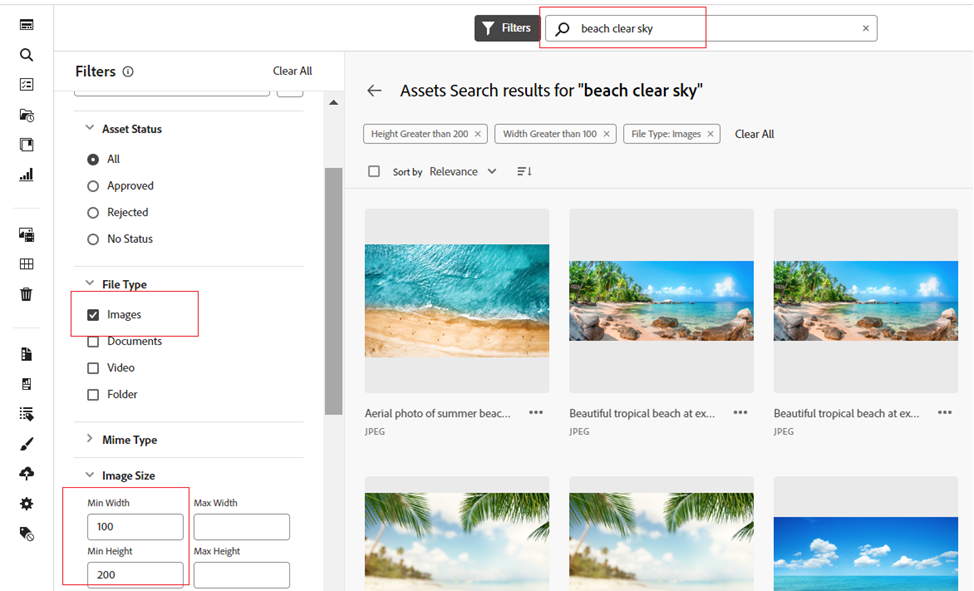 Filters
beach clear sky
Filters
Clear All
Assets Search results for "beach clear sky"
Asset Status
All
Approved
Rejected
No Status
File Type
Images
Documents
Video
Folder
Mime Type
Image Size
Min Width
Max Width
100
Min Height
Max Height
200
Height Greater than 200
Width Greater than 100
File Type: Images
Clear All
Sort by Relevance
Aerial photo of summer beac...
Beautiful tropical beach at ex...
Beautiful tropical beach at ex...
JPEG
JPEG
JPEG